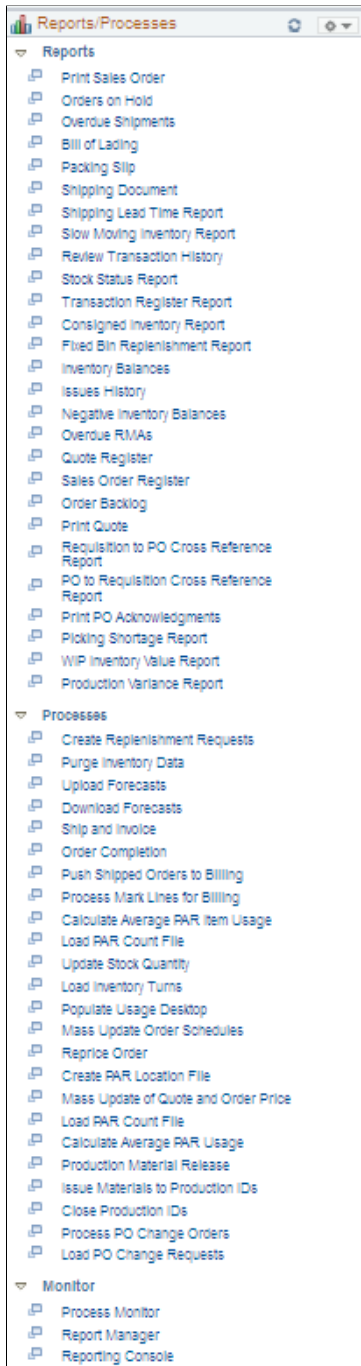 Reports/Processes
Reports
Print Sales Order
Orders on Hold
Overdue Shipments
Bill of Lading
Packing Slip
Shipping Document
Shipping Lead Time Report
Slow Moving Inventory Report
Review Transaction History
Stock Status Report
Transaction Register Report
Consigned Inventory Report
Fixed Bin Replenishment Report
Inventory Balances
Issues History
Negative Inventory Balances
Overdue RMAs
Quote Register
Sales Order Register
Order Backlog
Print Quote
Requisition to PO Cross Reference
Report
PO to Requisition Cross Reference
Report
Print PO Acknowledgments
Picking Shortage Report
WIP Inventory Value Report
Production Variance Report
Processes
Create Replenishment Requests
Purge Inventory Data
Upload Forecasts
Download Forecasts
Ship and Invoice
Order Completion
Push Shipped Orders to Billing
Process Mark Lines for Billing
Calculate Average PAR Item Usage
Load PAR Count File
Update Stock Quantity
Load Inventory Turns
Populate Usage Desktop
Mass Update Order Schedules
Reprice Order
Create PAR Location File
Mass Update of Quote and Order Price
Load PAR Count File
Calculate Average PAR Usage
Production Material Release
Issue Materials to Production IDs
Close Production IDs
Process PO Change Orders
Load PO Change Requests
Monitor
Process Monitor
Report Manager
Reporting Console